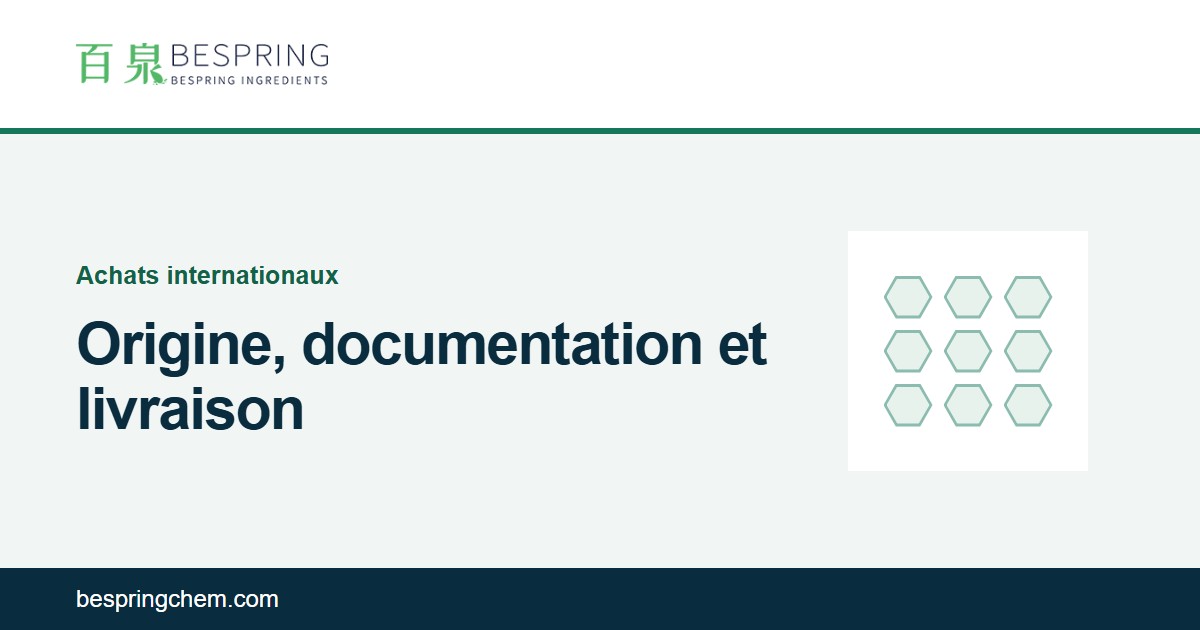 百泉 BESPRING
BESPRING INGREDIENTS
Achats internationaux
Origine, documentation et
livraison
bespringchem.com